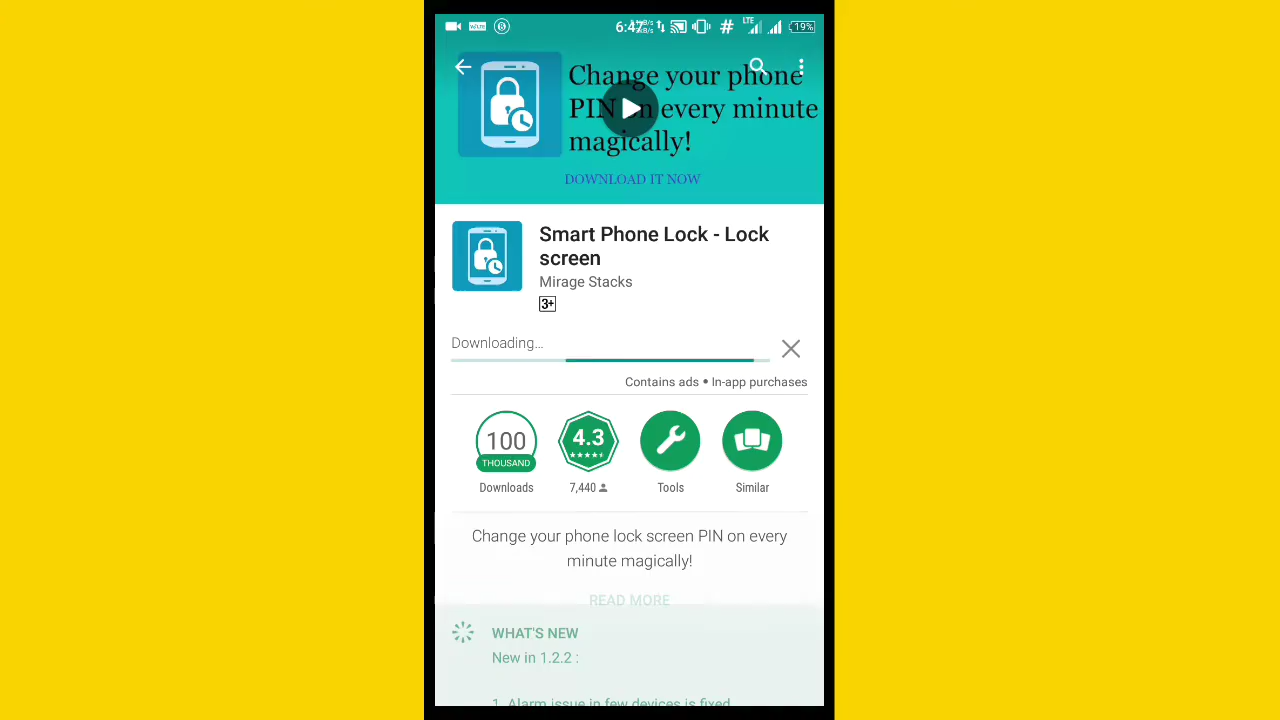 6:47
LTE
19%
Change your phone
PIN on every minute
magically!
DOWNLOAD IT NOW
Smart Phone Lock - Lock
screen
Mirage Stacks
3+
Downloading...
Contains ads • In-app purchases
100
THOUSAND
Downloads
4.3
7,440
Tools
Similar
Change your phone lock screen PIN on every
minute magically!
READ MORE
WHAT'S NEW
New in 1.2.2 :
1. Alarm issue in few devices is fixed